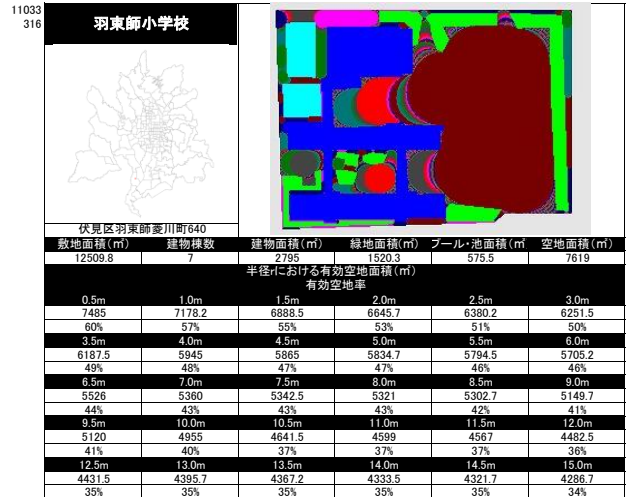 11033
316
羽束師小学校
伏見区羽束師菱川町640
敷地面積(㎡) 建物棟数 建物面積(㎡) 緑地面積(㎡) プール・池面積(㎡ 空地面積(㎡)
12509.8 7 2795 1520.3 575.5 7619
半径rにおける有効空地面積(㎡)
有効空地率
0.5m 1.0m 1.5m 2.0m 2.5m 3.0m
7485 7178.2 6888.5 6645.7 6380.2 6251.5
60% 57% 55% 53% 51% 50%
3.5m 4.0m 4.5m 5.0m 5.5m 6.0m
6187.5 5945 5865 5834.7 5794.5 5705.2
49% 48% 47% 47% 46% 46%
6.5m 7.0m 7.5m 8.0m 8.5m 9.0m
5526 5360 5342.5 5321 5302.7 5149.7
44% 43% 43% 43% 42% 41%
9.5m 10.0m 10.5m 11.0m 11.5m 12.0m
5120 4955 4641.5 4599 4567 4482.5
41% 40% 37% 37% 37% 36%
12.5m 13.0m 13.5m 14.0m 14.5m 15.0m
4431.5 4395.7 4367.2 4333.5 4321.7 4286.7
35% 35% 35% 35% 35% 34%